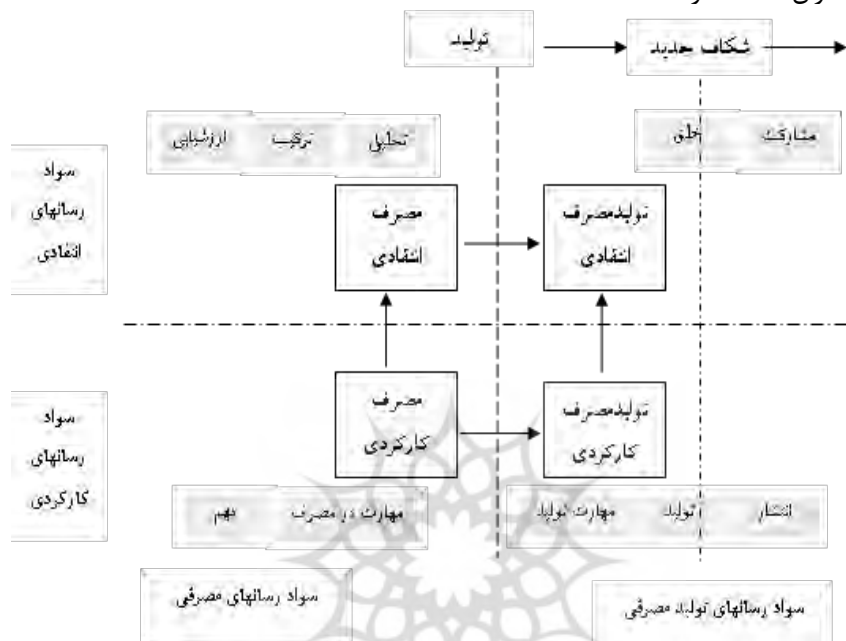 تولید
شکاف جدید
ارزشیابی ترکیب تحلیل
خلق مشارکت
سواد
رسانهای
انتقادی
مصرف
انتقادی
تولیدمصرف
انتقادی
سواد
رسانهای
کارکردی
مصرف
کارکردی
تولیدمصرف
کارکردی
فهم مهارت در مصرف
مهارت تولید تولید انتشار
سواد رسانهای مصرفی
سواد رسانهای تولید مصرفی